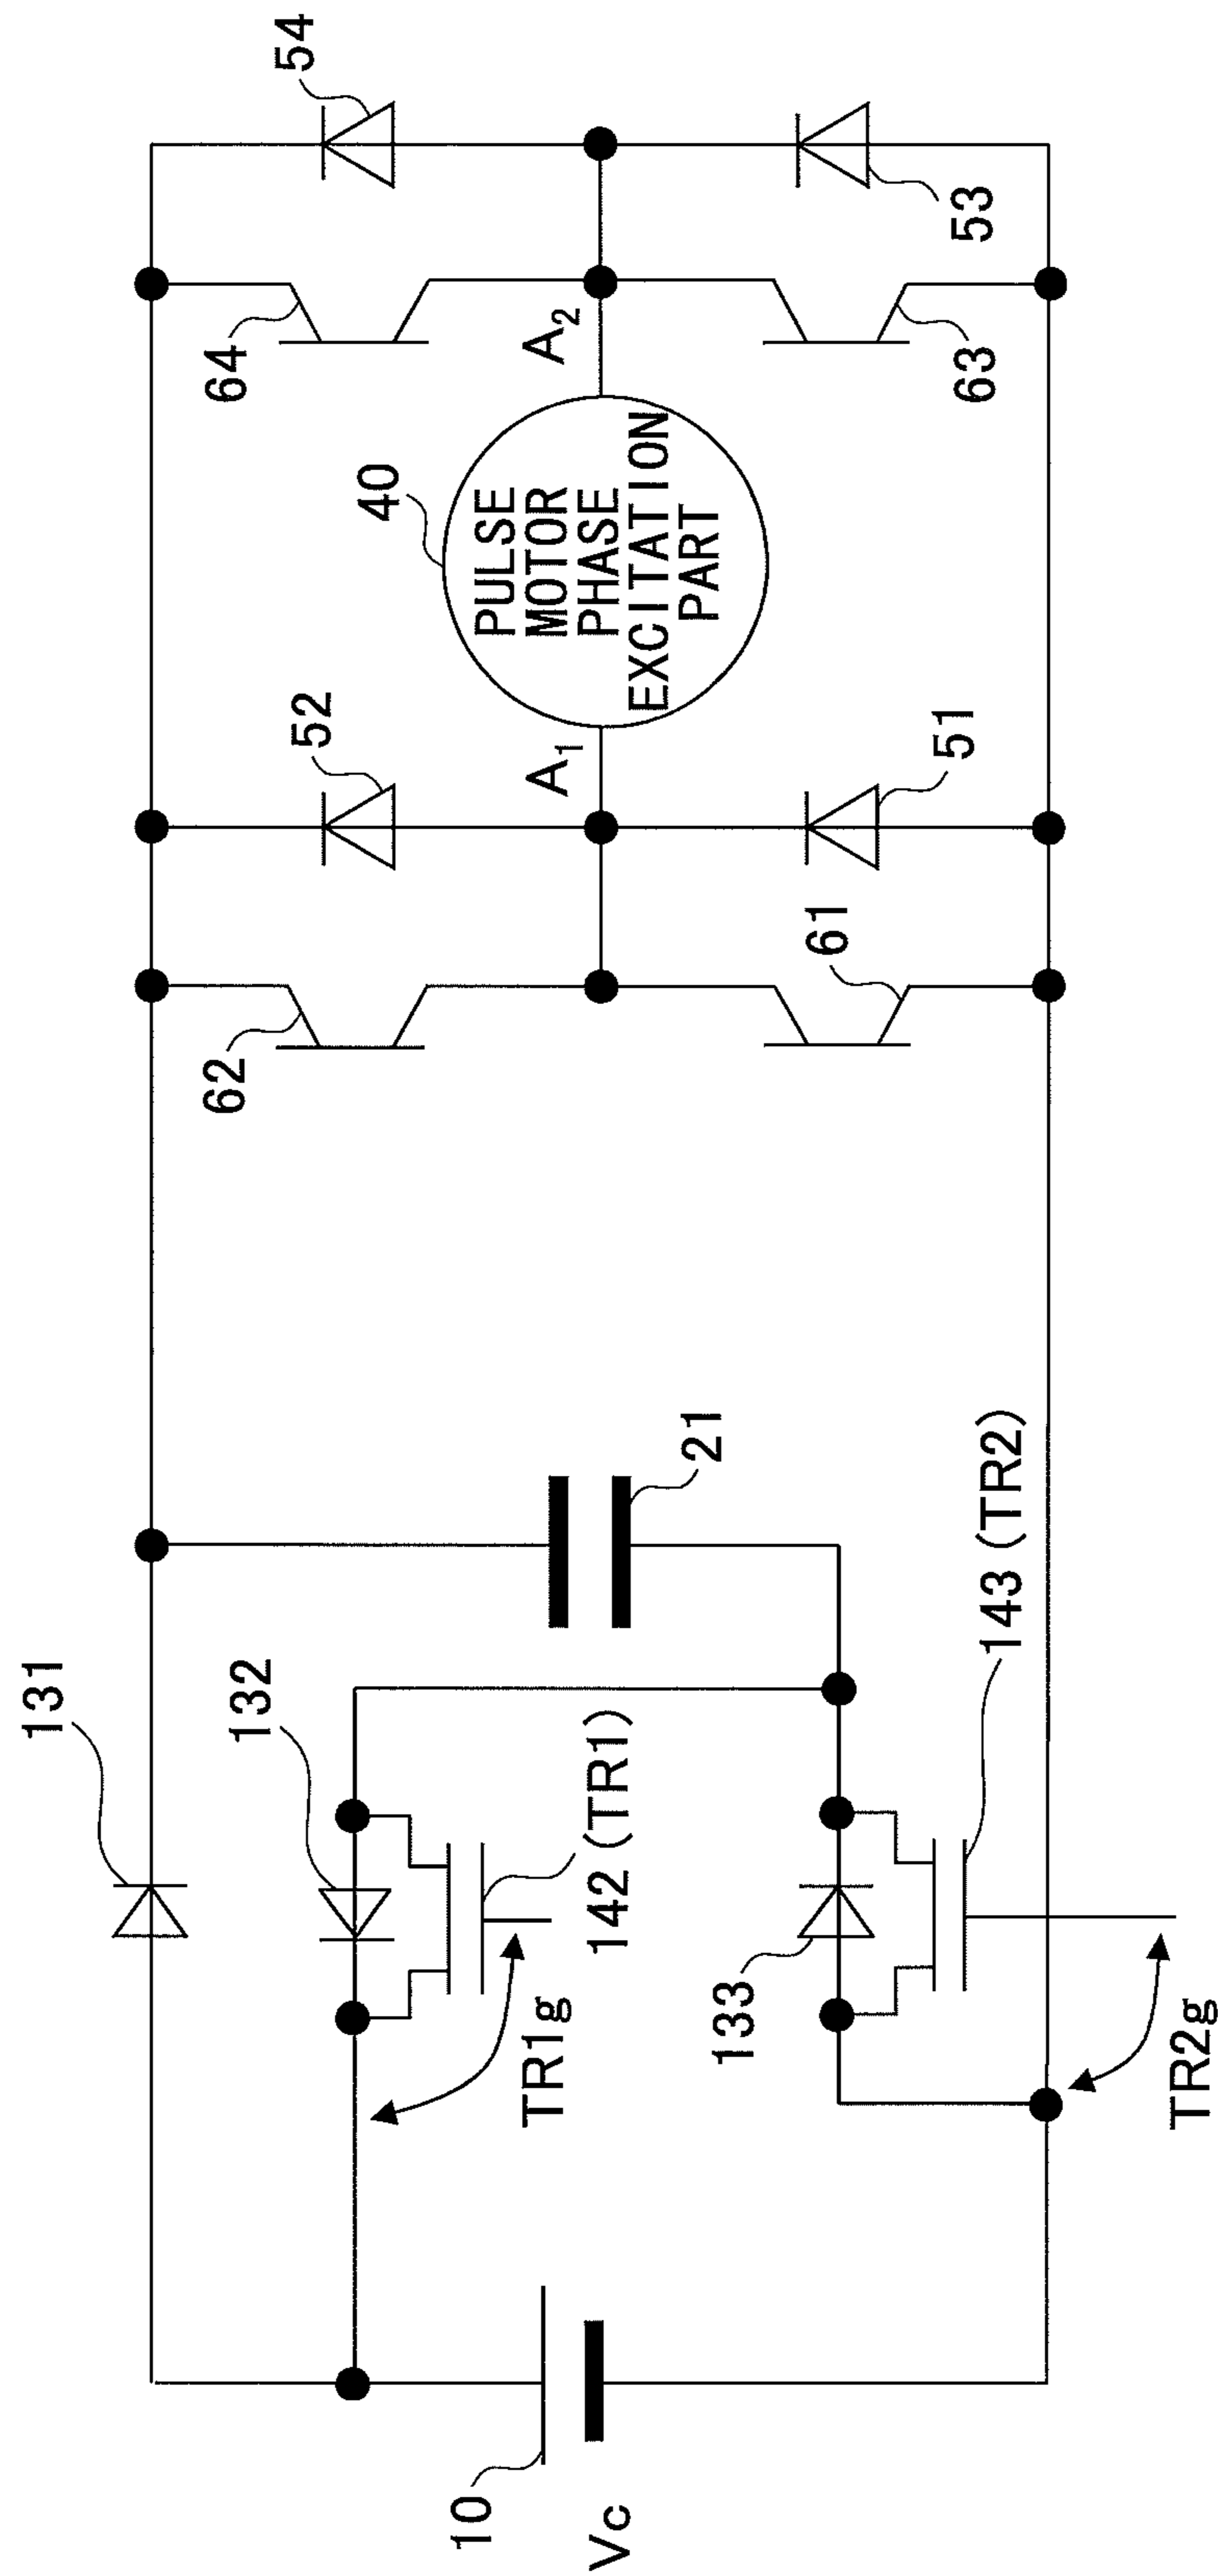 131
132
142 (TR1)
TR1g
10
Vc
133
143 (TR2)
TR2g
21
62
61
52
51
A1
40
PULSE
MOTOR
PHASE
EXCITATION
PART
A2
64
63
54
53